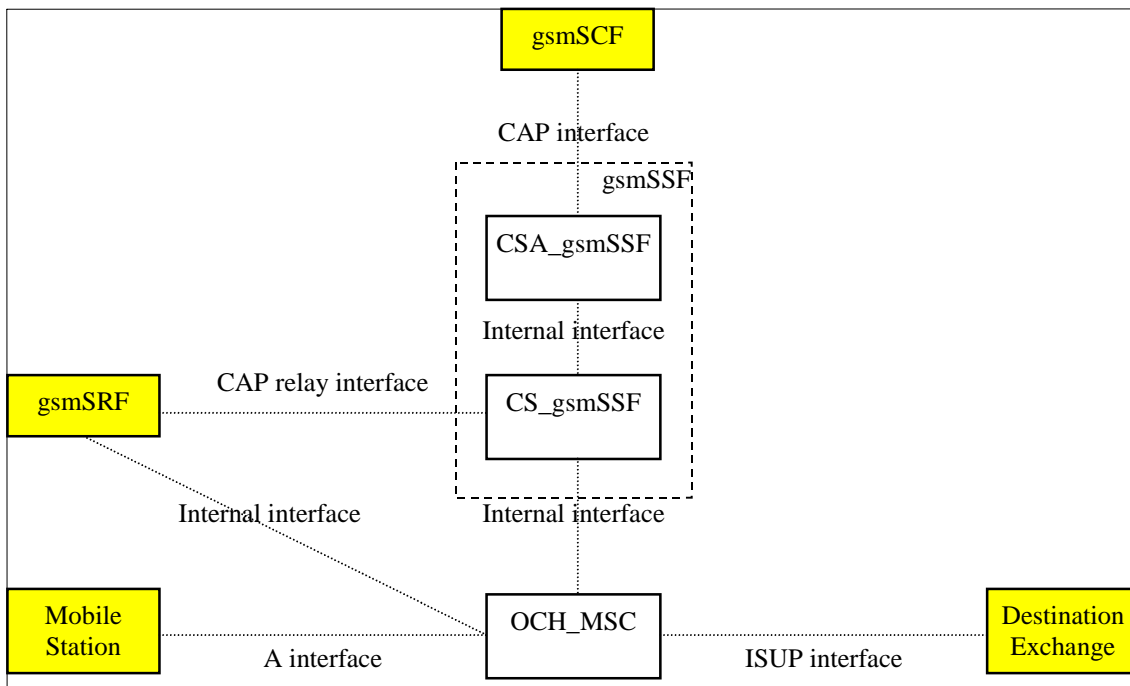 gsmSCF
CAP interface
gsmSSF
CSA_gsmSSF
Internal interface
CAP relay interface
gsmSRF
CS_gsmSSF
Internal interface
Internal interface
Mobile
Station
OCH_MSC
Destination
Exchange
A interface
ISUP interface